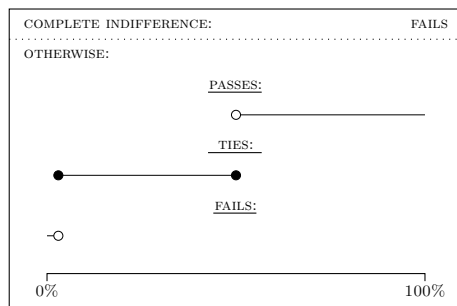 COMPLETE INDIFFERENCE: FAILS
OTHERWISE:
PASSES:
TIES:
FAILS:
0% 100%